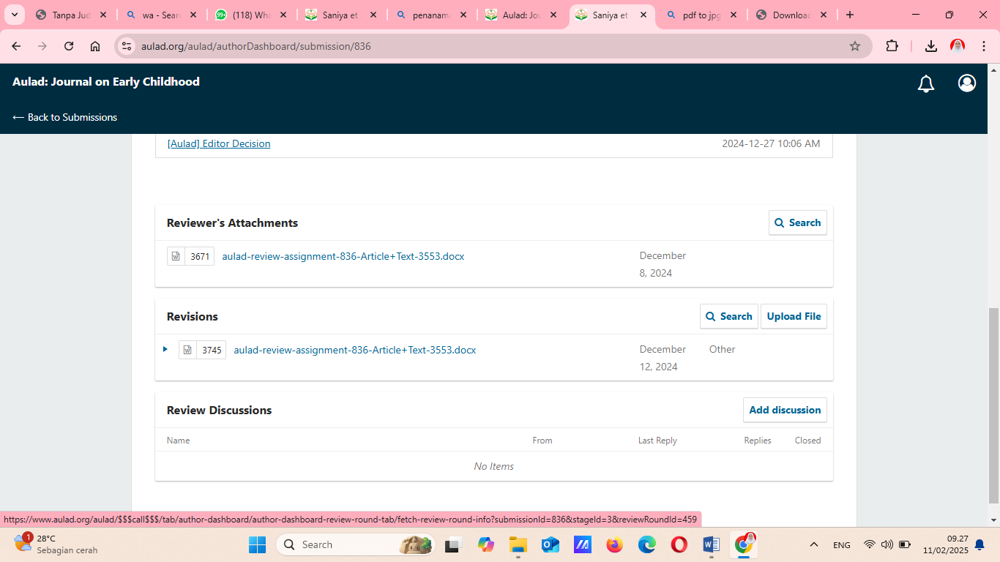 Tanpa Jud
wa - Sear
99+
(118) Wha
Saniya et
penanam
Aulad: Jou
Saniya et
pdf to jpg
Downloac
aulad.org/aulad/authorDashboard/submission/836
Aulad: Journal on Early Childhood
← Back to Submissions
[Aulad] Editor Decision 2024-12-27 10:06 AM
Reviewer's Attachments Search
3671 aulad-review-assignment-836-Article+Text-3553.docx December
8, 2024
Revisions Search Upload File
3745 aulad-review-assignment-836-Article+Text-3553.docx December Other
12, 2024
Review Discussions Add discussion
Name From Last Reply Replies Closed
No Items
https://www.aulad.org/aulad/$$$call$$$/tab/author-dashboard/author-dashboard-review-round-tab/fetch-review-round-info?submissionId=836&stageId=3&reviewRoundId=459
1
28°C
Sebagian cerah
Search
ENG
09.27
11/02/2025